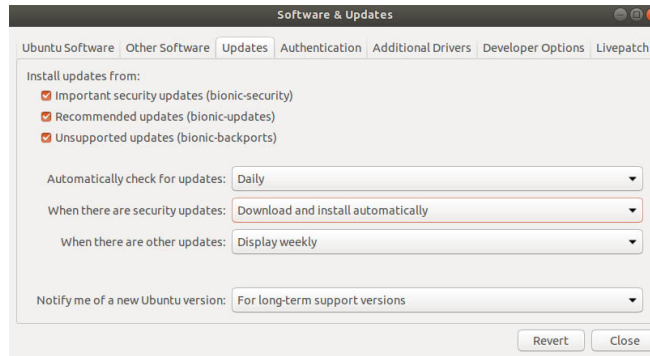 Software & Updates
Ubuntu Software Other Software Updates Authentication Additional Drivers Developer Options Livepatch
Install updates from:
Important security updates (bionic-security)
Recommended updates (bionic-updates)
Unsupported updates (bionic-backports)
Automatically check for updates: Daily
When there are security updates: Download and install automatically
When there are other updates: Display weekly
Notify me of a new Ubuntu version: For long-term support versions
Revert Close